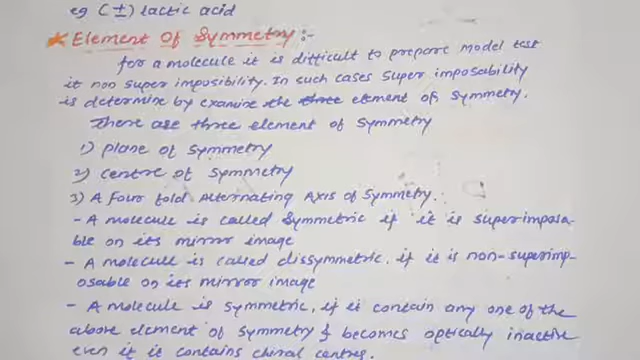 eg (±) lactic acid
* Element Of Symmetry :-
for a molecule it is difficult to prepare model test
it non super imposibility. In such cases super imposability
is determine by examine the three element of symmetry.
There are three element of symmetry
1) plane of symmetry
2) centre of symmetry
3) A four fold Alternating Axis of symmetry.
- A molecule is called symmetric if it is superimposa-
ble on its mirror image
- A molecule is called dissymmetric, if it is non-superimp-
osable on its mirror image
- A molecule is symmetric, if it contain any one of the
above element of symmetry & becomes optically inactive
even it it contains chiral centres.